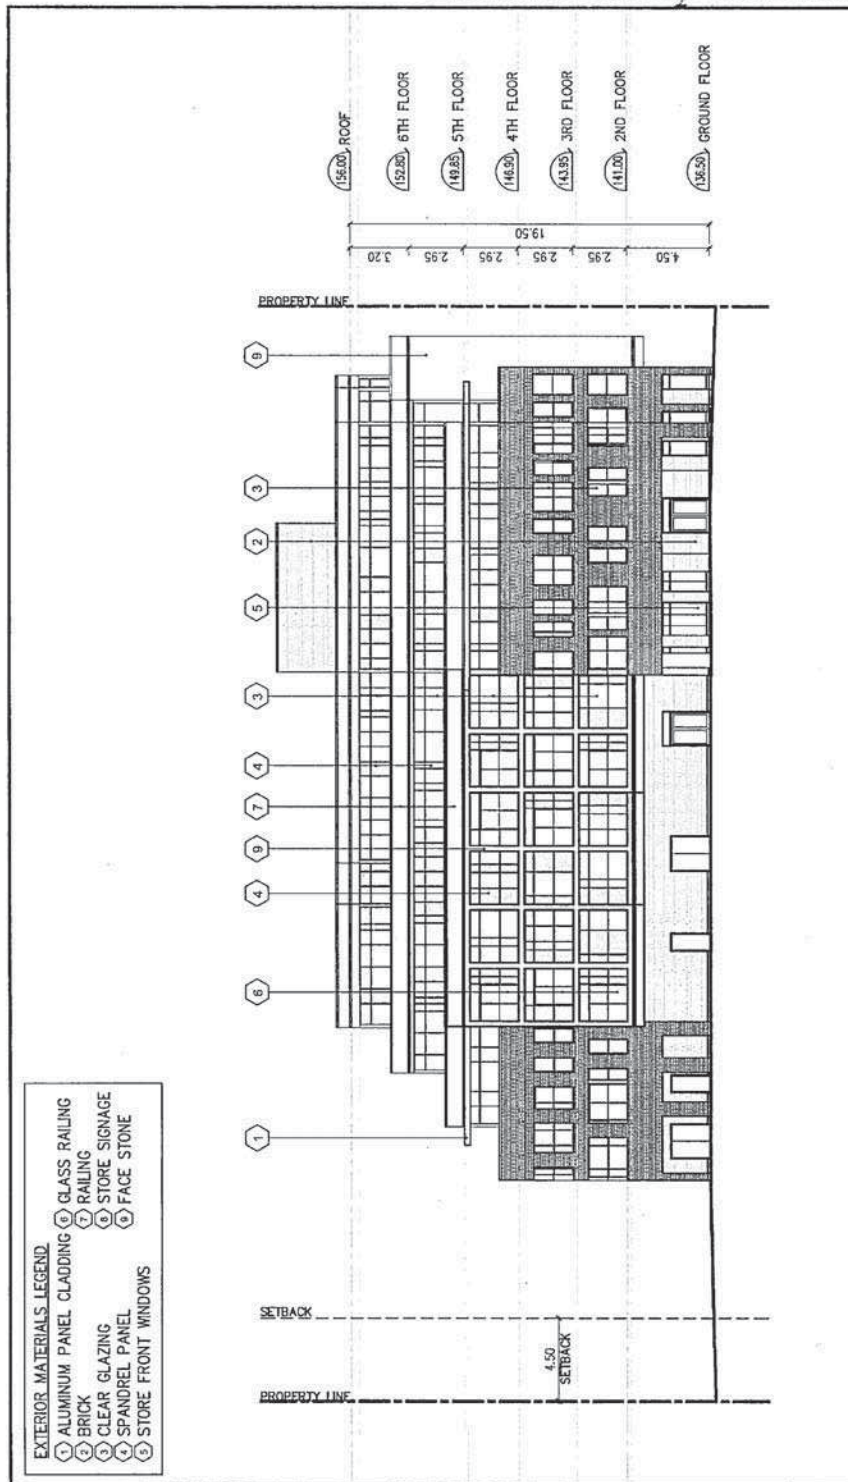 EXTERIOR MATERIALS LEGEND
1 ALUMINUM PANEL CLADDING
2 BRICK
3 CLEAR GLAZING
4 SPANDREL PANEL
5 STORE FRONT WINDOWS
6 GLASS RAILING
7 RAILING
8 STORE SIGNAGE
9 FACE STONE
PROPERTY LINE
SETBACK
4.50
SETBACK
1
6
4
9
7
4
3
5
2
3
9
PROPERTY LINE
3.20
2.95
2.95
2.95
2.95
4.50
19.50
156.00 ROOF
152.80 6TH FLOOR
149.85 5TH FLOOR
146.90 4TH FLOOR
143.95 3RD FLOOR
141.00 2ND FLOOR
136.50 GROUND FLOOR